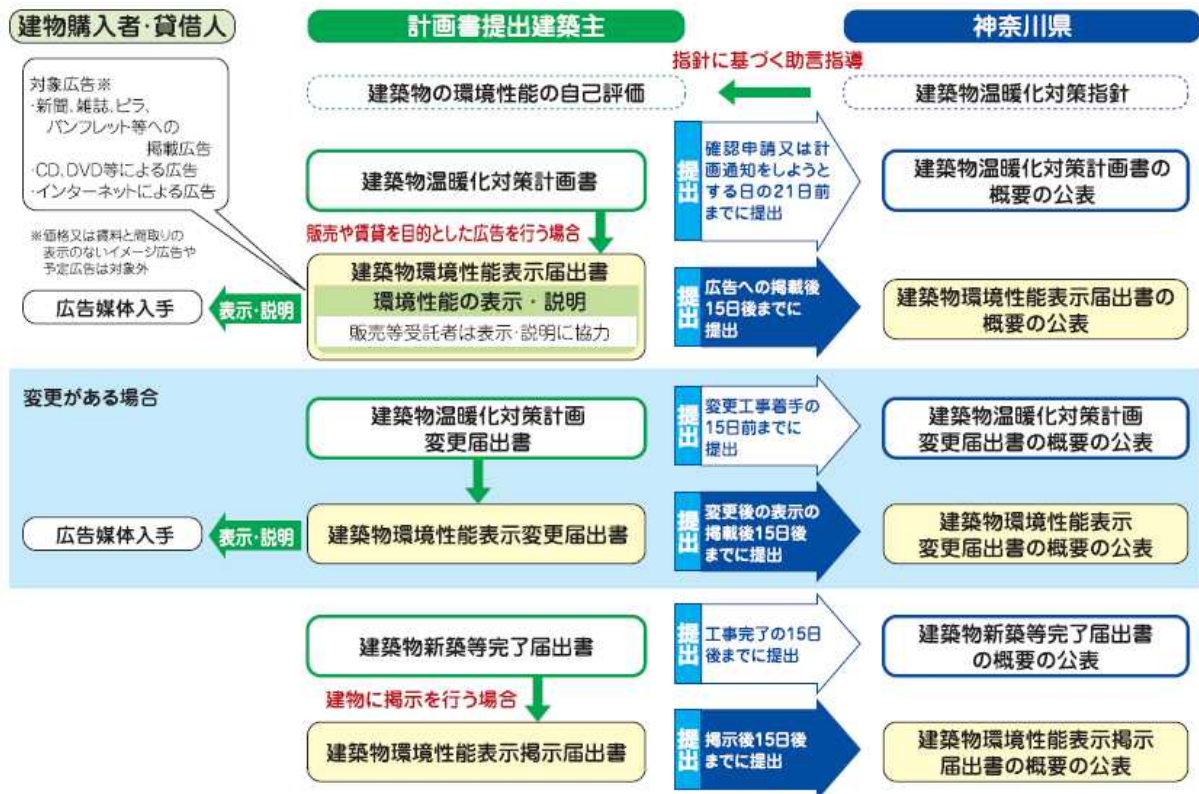 建物購入者・貸借人
計画書提出建築主
神奈川県
対象広告※
・新聞、雑誌、ビラ、
パンフレット等への
掲載広告
・CD、DVD等による広告
・インターネットによる広告
※価格又は賃料と間取りの
表示のないイメージ広告や
予定広告は対象外
指針に基づく助言指導
建築物の環境性能の自己評価
建築物温暖化対策指針
建築物温暖化対策計画書
提出
確認申請又は計
画通知をしようと
する日の21日前
までに提出
建築物温暖化対策計画書の
概要の公表
販売や賃貸を目的とした広告を行う場合
広告媒体入手
表示・説明
建築物環境性能表示届出書
環境性能の表示・説明
販売等受託者は表示・説明に協力
提出
広告への掲載後
15日後までに
提出
建築物環境性能表示届出書の
概要の公表
変更がある場合
建築物温暖化対策計画
変更届出書
提出
変更工事着手の
15日前までに
提出
建築物温暖化対策計画
変更届出書の概要の公表
広告媒体入手
表示・説明
建築物環境性能表示変更届出書
提出
変更後の表示の
掲載後15日後
までに提出
建築物環境性能表示
変更届出書の概要の公表
建築物新築等完了届出書
提出
工事完了の15日
後までに提出
建築物新築等完了届出書
の概要の公表
建物に掲示を行う場合
建築物環境性能表示掲示届出書
提出
掲示後15日後
までに提出
建築物環境性能表示掲示
届出書の概要の公表